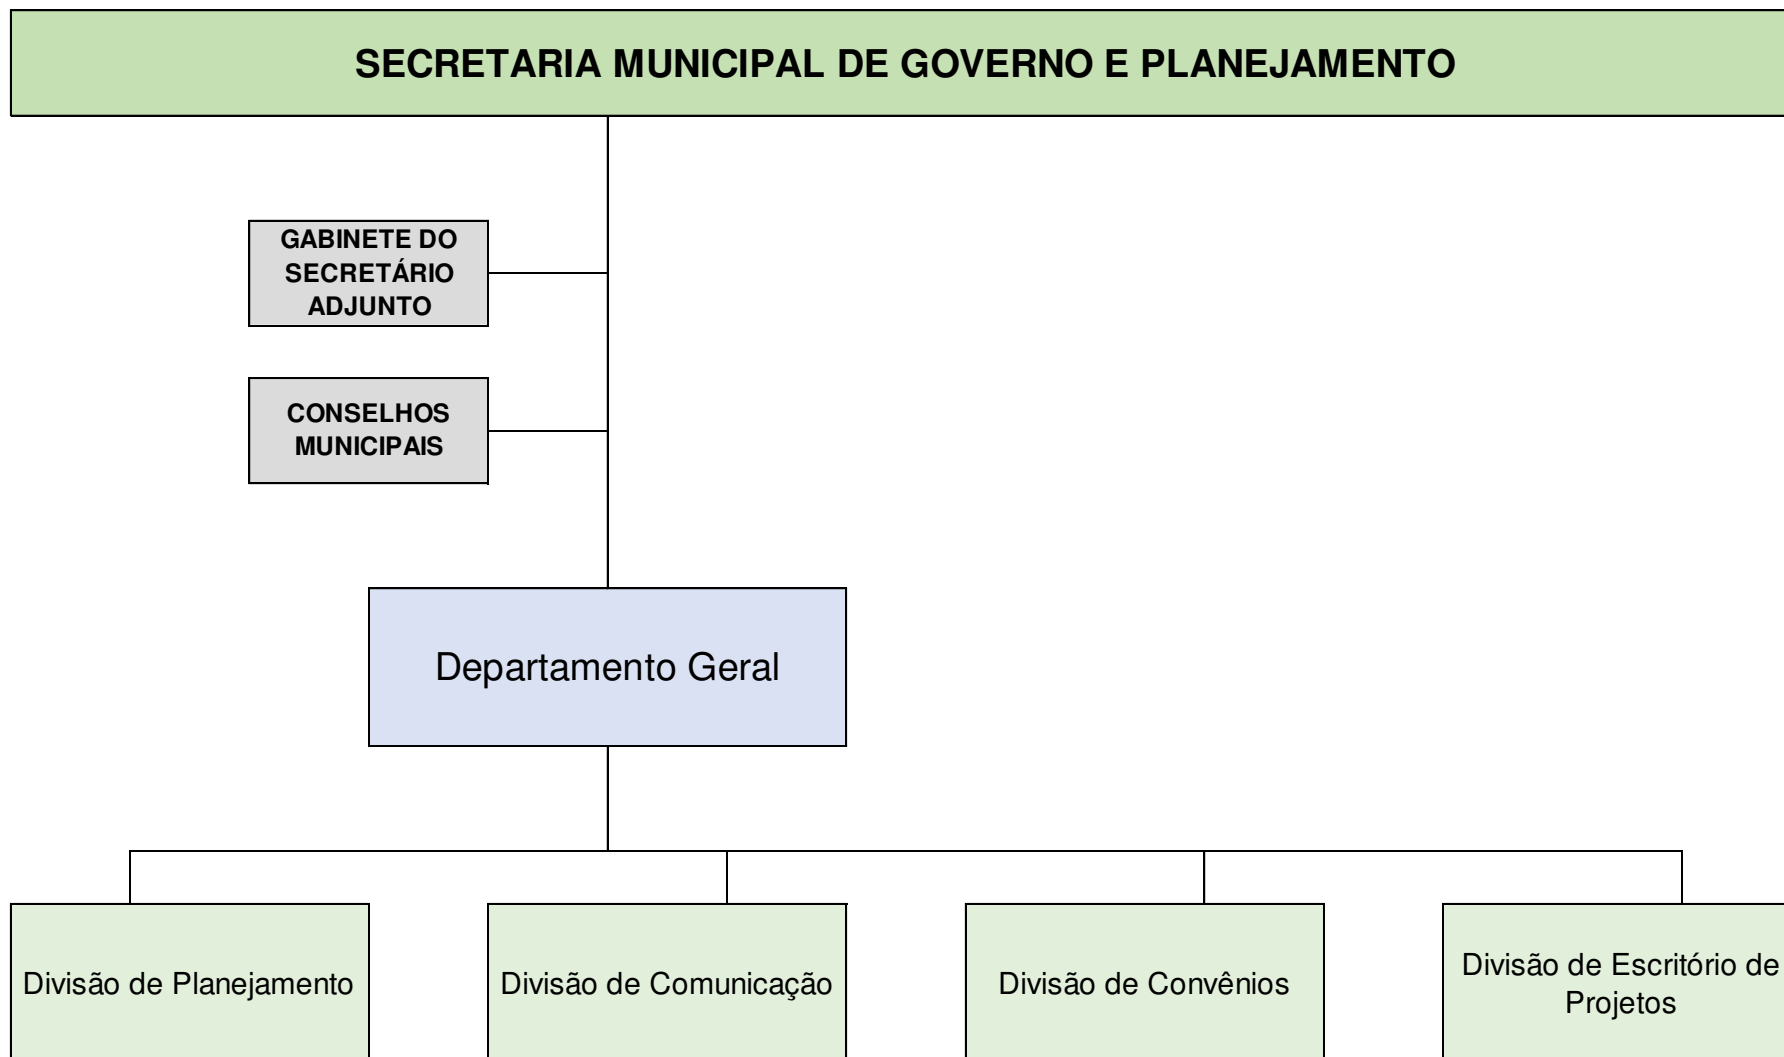 SECRETARIA MUNICIPAL DE GOVERNO E PLANEJAMENTO
GABINETE DO
SECRETÁRIO
ADJUNTO
CONSELHOS
MUNICIPAIS
Departamento Geral
Divisão de Planejamento
Divisão de Comunicação
Divisão de Convênios
Divisão de Escritório de
Projetos